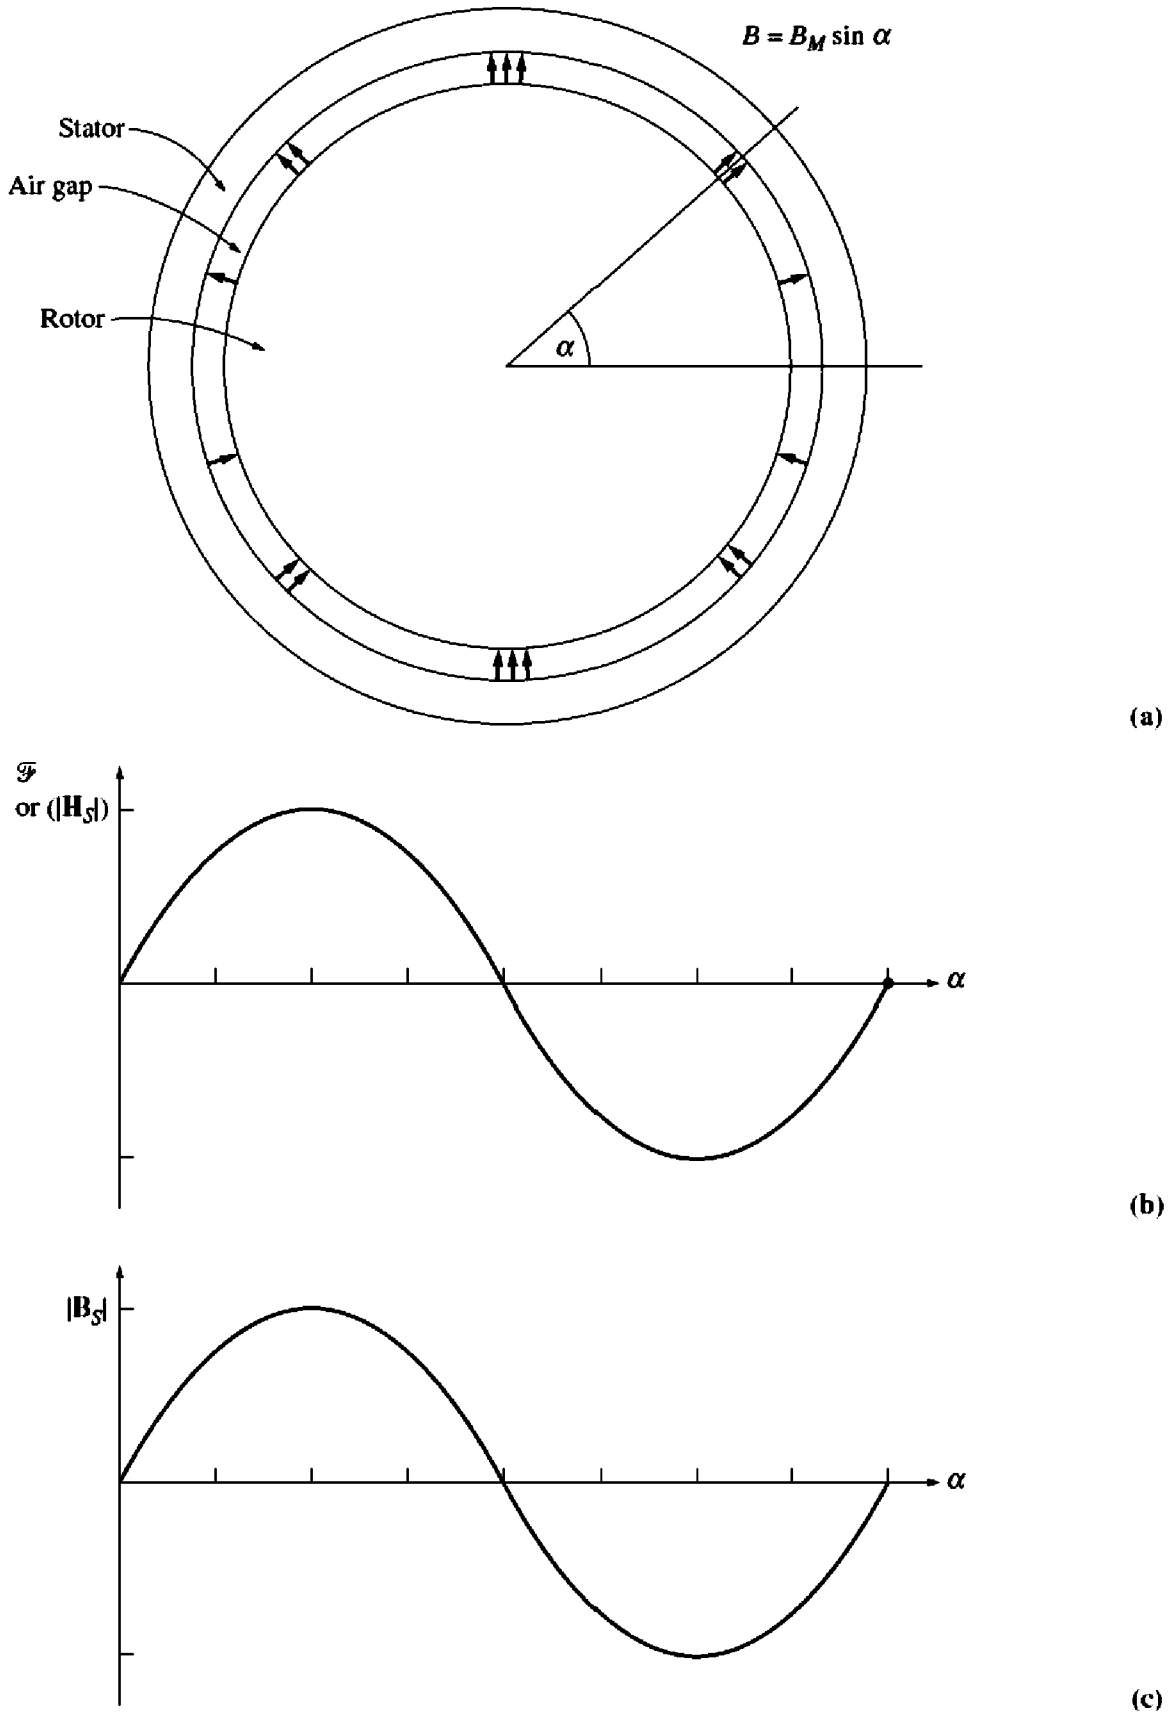 B = B_M sin α
Stator
Air gap
Rotor
α
(a)
ℱ
or (|H_S|)
α
(b)
|B_S|
α
(c)